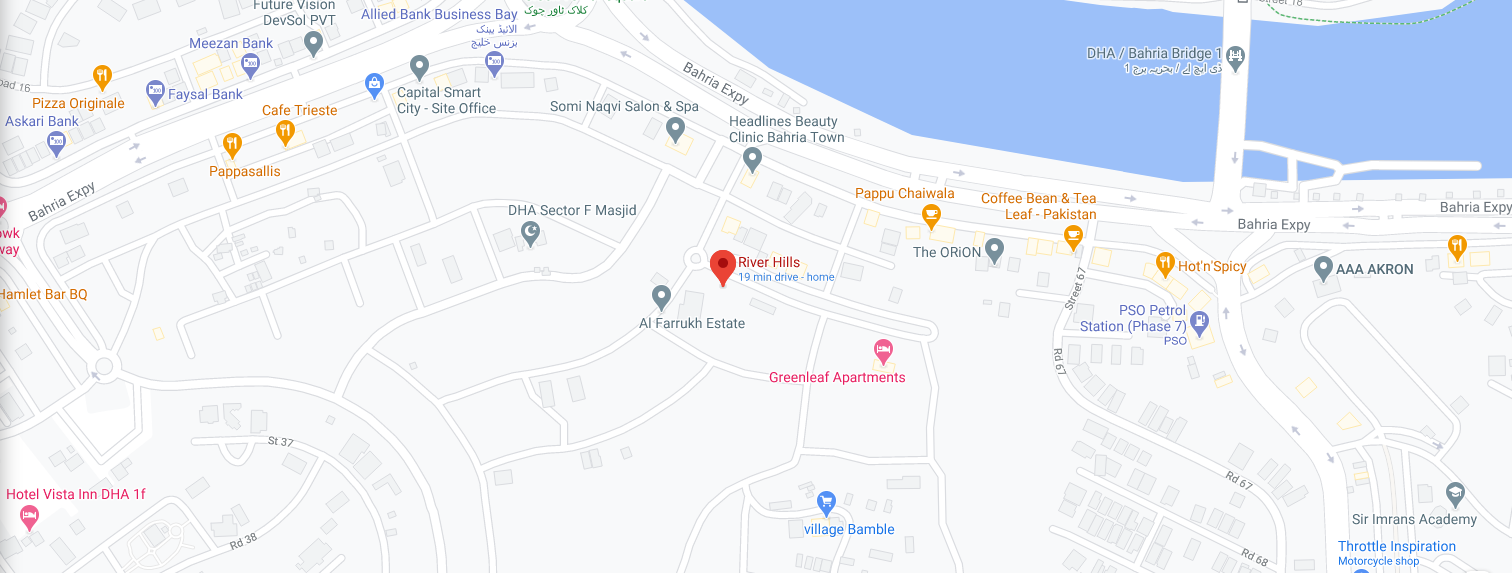 Future Vision
DevSol PVT
Allied Bank Business Bay
الائیڈ بینک
بزنس خلیج
کلاک ٹاور چوک
Street 18
Meezan Bank
Bahria Expy
DHA / Bahria Bridge 1
ڈی ایچ اے / بحریہ برج 1
oad 16
Pizza Originale
Faysal Bank
Capital Smart
City - Site Office
Cafe Trieste
Somi Naqvi Salon & Spa
Askari Bank
Headlines Beauty
Clinic Bahria Town
Pappasallis
Bahria Expy
Pappu Chaiwala
Coffee Bean & Tea
Leaf - Pakistan
Bahria Expy
Bahria Expy
DHA Sector F Masjid
owk
way
The ORiON
River Hills
19 min drive - home
Hot'n'Spicy
AAA AKRON
Hamlet Bar BQ
Street 67
Al Farrukh Estate
PSO Petrol
Station (Phase 7)
PSO
Rd 67
Greenleaf Apartments
St 37
Rd 67
Hotel Vista Inn DHA 1f
village Bamble
Sir Imrans Academy
Rd 38
Rd 68
Throttle Inspiration
Motorcycle shop